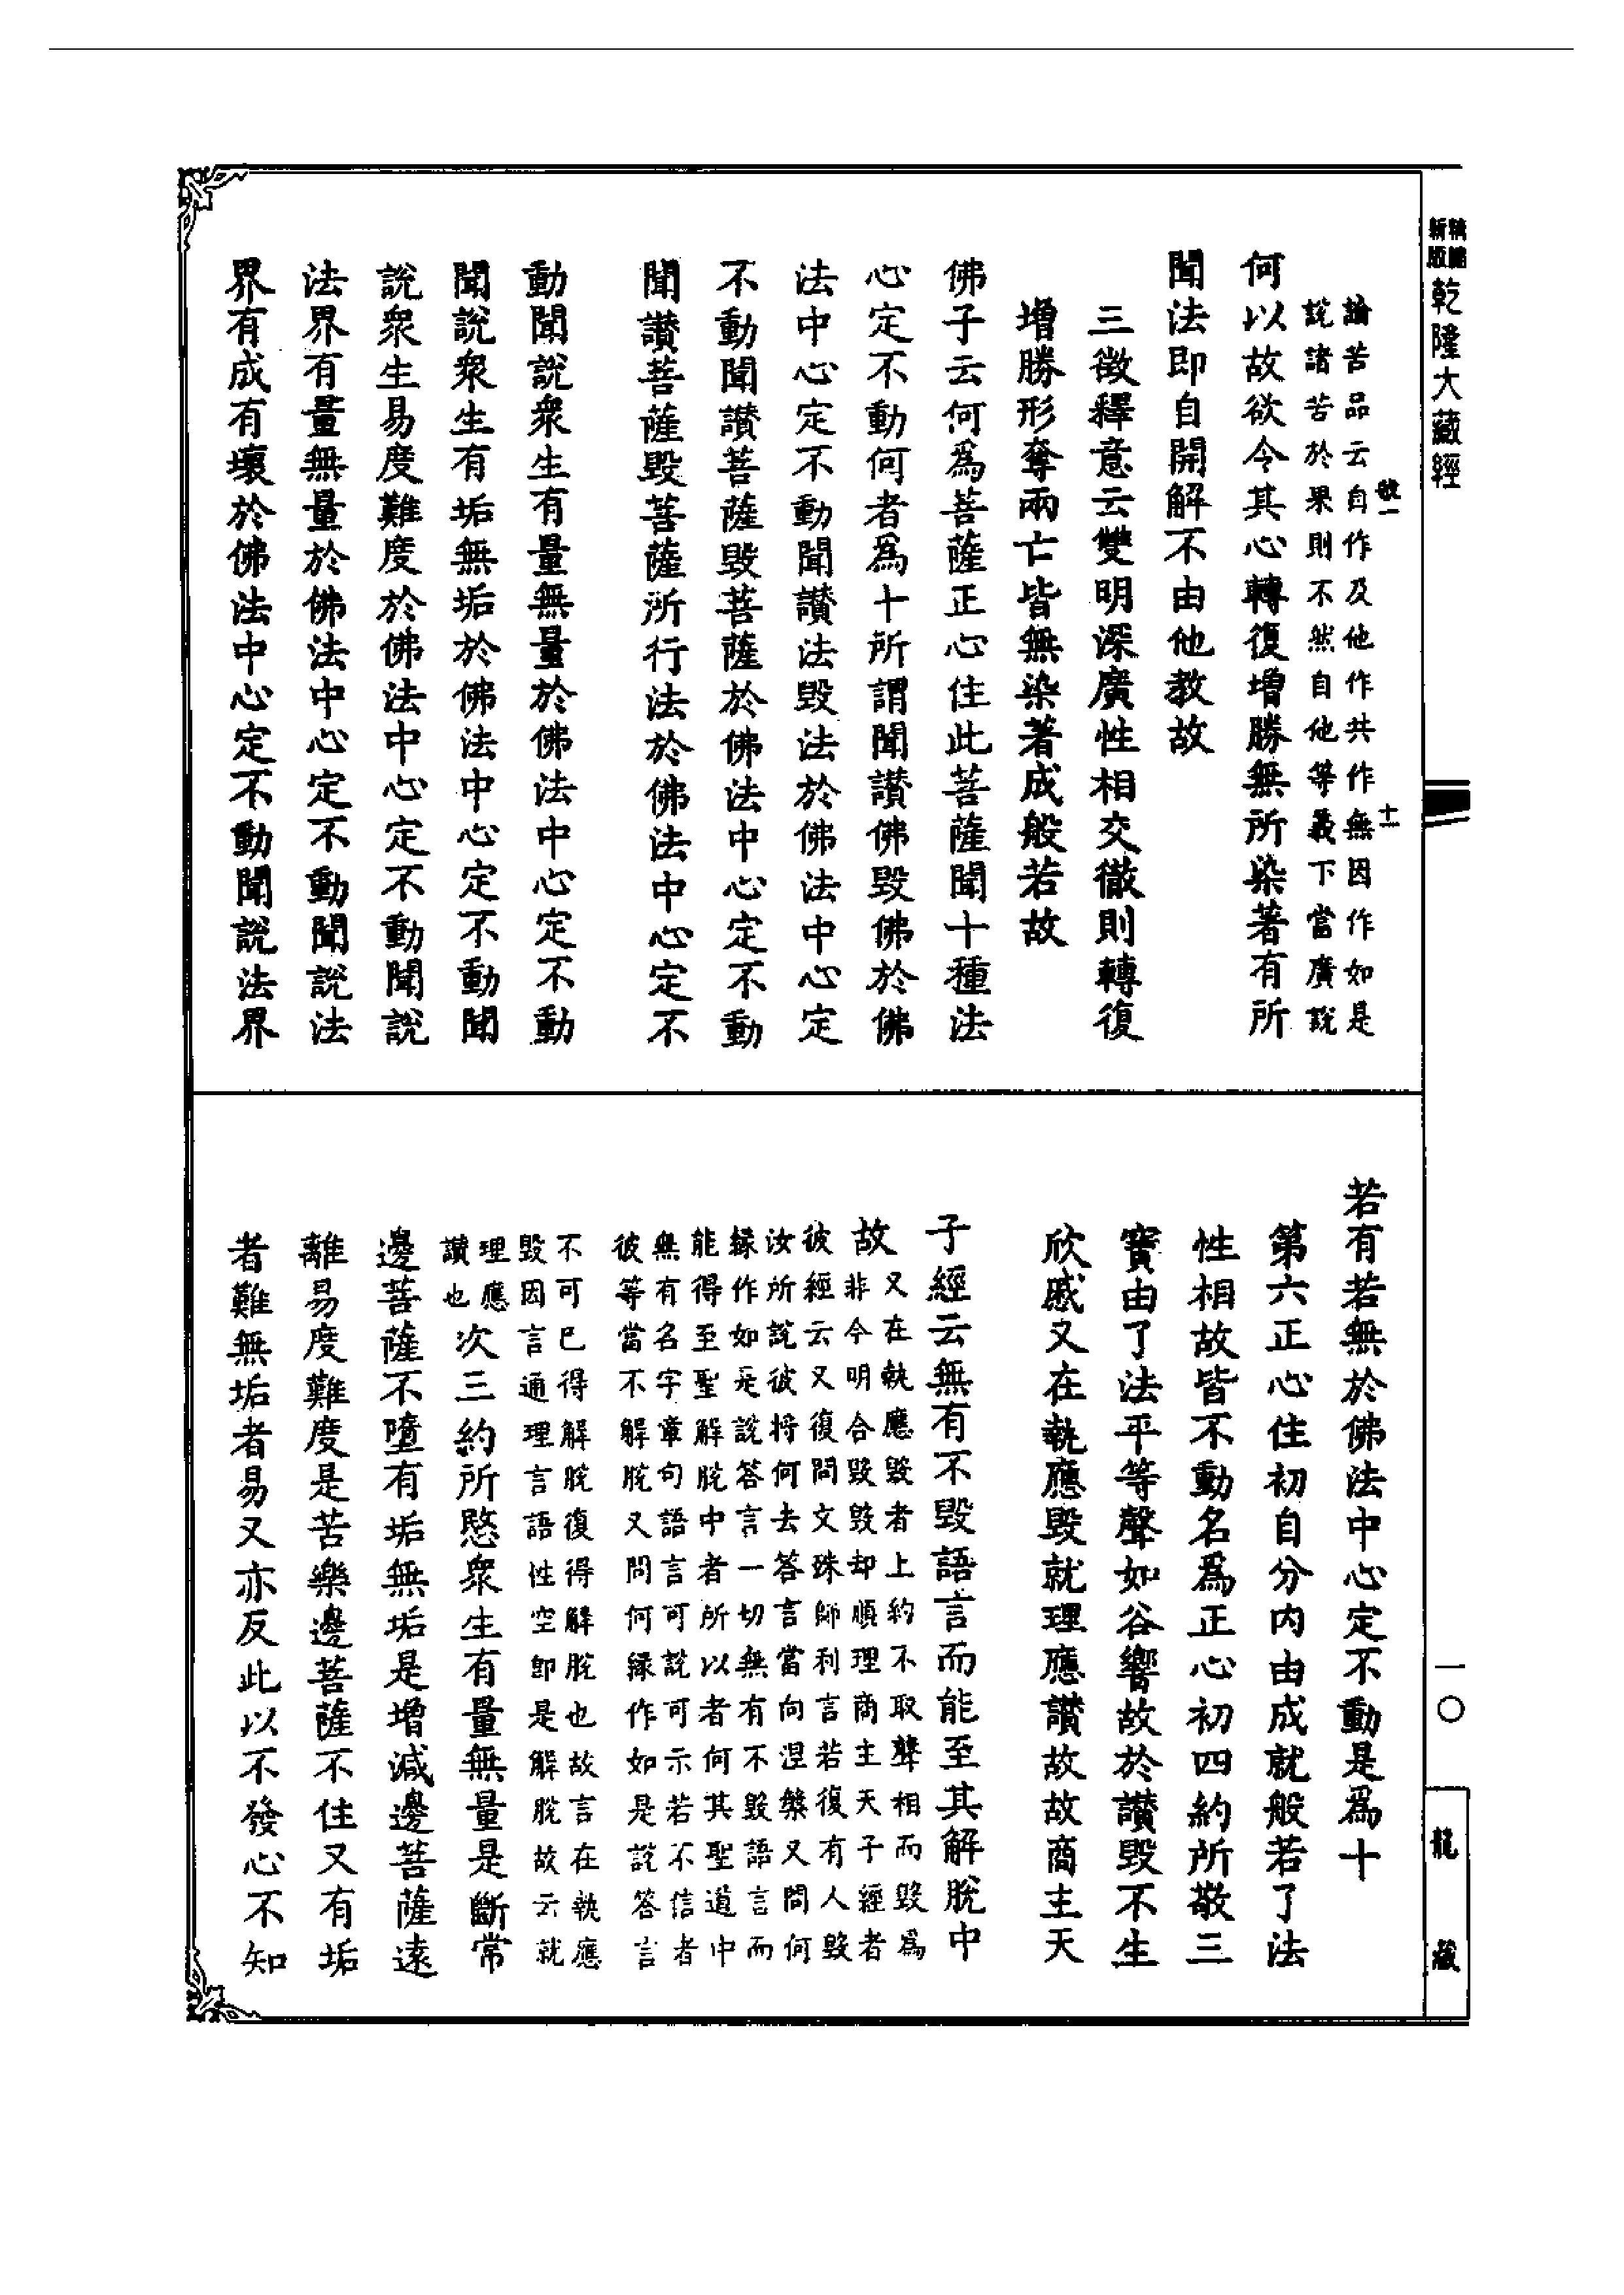 新版
精縮
乾隆大藏經
一〇
龍藏
敬一
十一
論苦品云自作及他作共作無因作如是
說諸苦於果則不然自他等義下當廣說
何以故欲令其心轉復增勝無所染著有所
聞法即自開解不由他教故
三徵釋意云雙明深廣性相交徹則轉復
增勝形奪兩亡皆無染著成般若故
佛子云何為菩薩正心住此菩薩聞十種法
心定不動何者為十所謂聞讚佛毀佛於佛
法中心定不動聞讚法毀法於佛法中心定
不動聞讚菩薩毀菩薩於佛法中心定不動
聞讚菩薩毀菩薩所行法於佛法中心定不
動聞說眾生有量無量於佛法中心定不動
聞說眾生有垢無垢於佛法中心定不動聞
說眾生易度難度於佛法中心定不動聞說
法界有量無量於佛法中心定不動聞說法
界有成有壞於佛法中心定不動聞說法界
若有若無於佛法中心定不動是為十
第六正心住初自分內由成就般若了法
性相故皆不動名為正心初四約所敬三
寶由了法平等聲如谷響故於讚毀不生
欣慼又在執應毀就理應讚故故商主天
子經云無有不毀語言而能至其解脫中
故
又在執應毀者上約不取聲相而毀為
非今明合毀毀却順理商主天子經者
彼經云又復問文殊師利言若復有人毀
汝所說彼將何去答言當向涅槃又問何
緣作如是說答言一切無有不毀語言而
能得至聖解脫中者所以者何其聖道中
無有名字章句語言可說可示若不信者
彼等當不解脫又問何緣作如是說答言
不可已得解脫復得解脫也故言在執應
毀因言通理言語性空即是解脫故云就
理應
讚也
次三約所愍眾生有量無量是斷常
邊菩薩不墮有垢無垢是增減邊菩薩遠
離易度難度是苦樂邊菩薩不住又有垢
者難無垢者易又亦反此以不發心不知